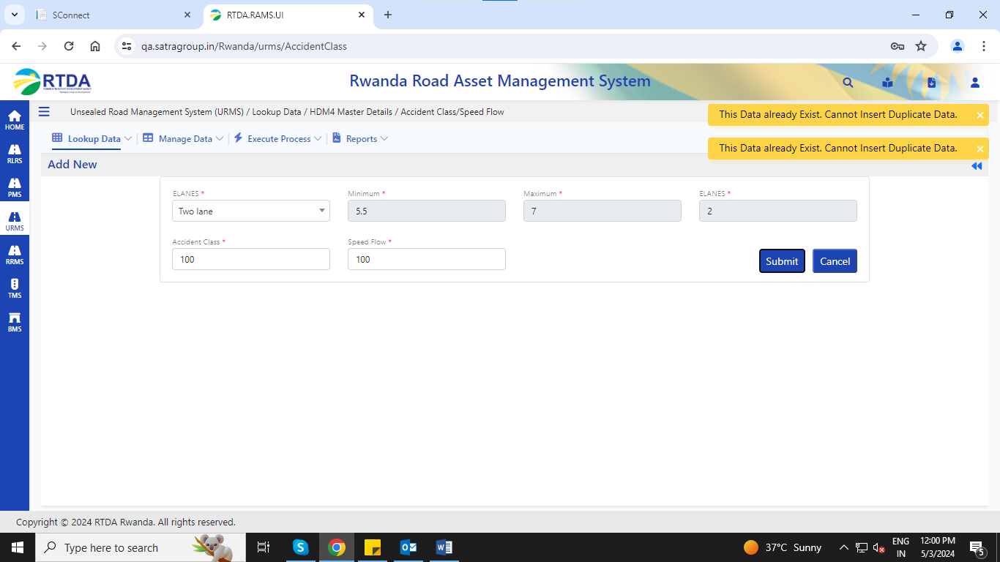 SConnect
RTDA.RAMS.UI
qa.satragroup.in/Rwanda/urms/AccidentClass
RTDA
Rwanda Road Asset Management System
HOME
RLRS
PMS
URMS
RRMS
TMS
BMS
Unsealed Road Management System (URMS) / Lookup Data / HDM4 Master Details / Accident Class/Speed Flow
This Data already Exist. Cannot Insert Duplicate Data.
This Data already Exist. Cannot Insert Duplicate Data.
Lookup Data | Manage Data | Execute Process | Reports
Add New
ELANES * Minimum * Maximum * ELANES *
Two lane 5.5 7 2
Accident Class * Speed Flow *
100 100 Submit Cancel
Copyright © 2024 RTDA Rwanda. All rights reserved.
Type here to search
37°C Sunny
ENG
IN
12:00 PM
5/3/2024
5